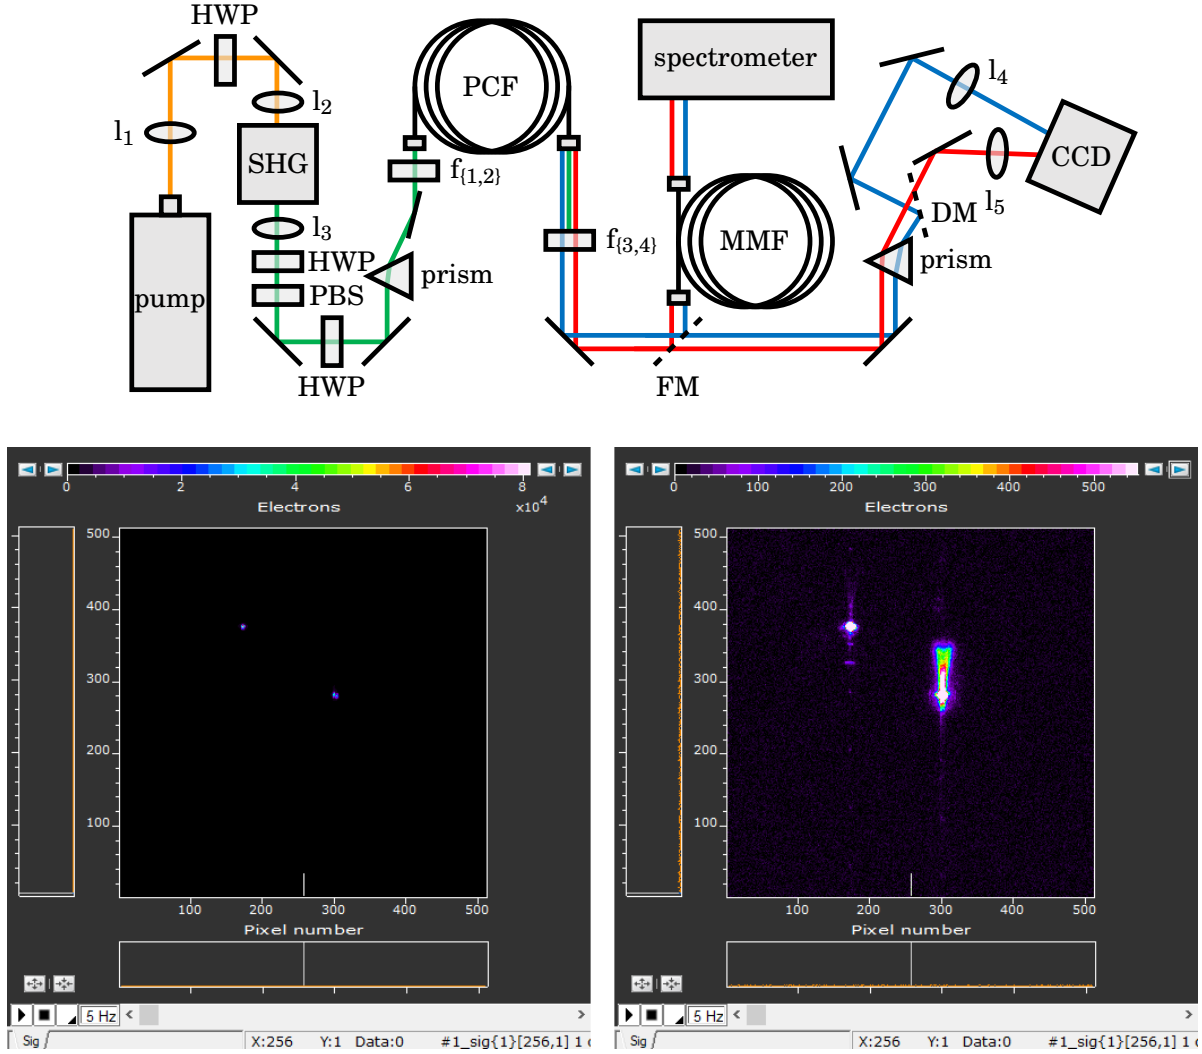 HWP
PCF
spectrometer
l4
l2
l1
SHG
CCD
f{1,2}
l3
DM l5
HWP
f{3,4}
MMF
prism
prism
pump
PBS
HWP
FM
0 2 4 6 8
Electrons x10^4
500
400
300
200
100
100 200 300 400 500
Pixel number
5 Hz <  >
Sig
X:256 Y:1 Data:0 #1_sig{1}[256,1] 1
0 100 200 300 400 500
Electrons
500
400
300
200
100
100 200 300 400 500
Pixel number
5 Hz <  >
Sig
X:256 Y:1 Data:0 #1_sig{1}[256,1] 1